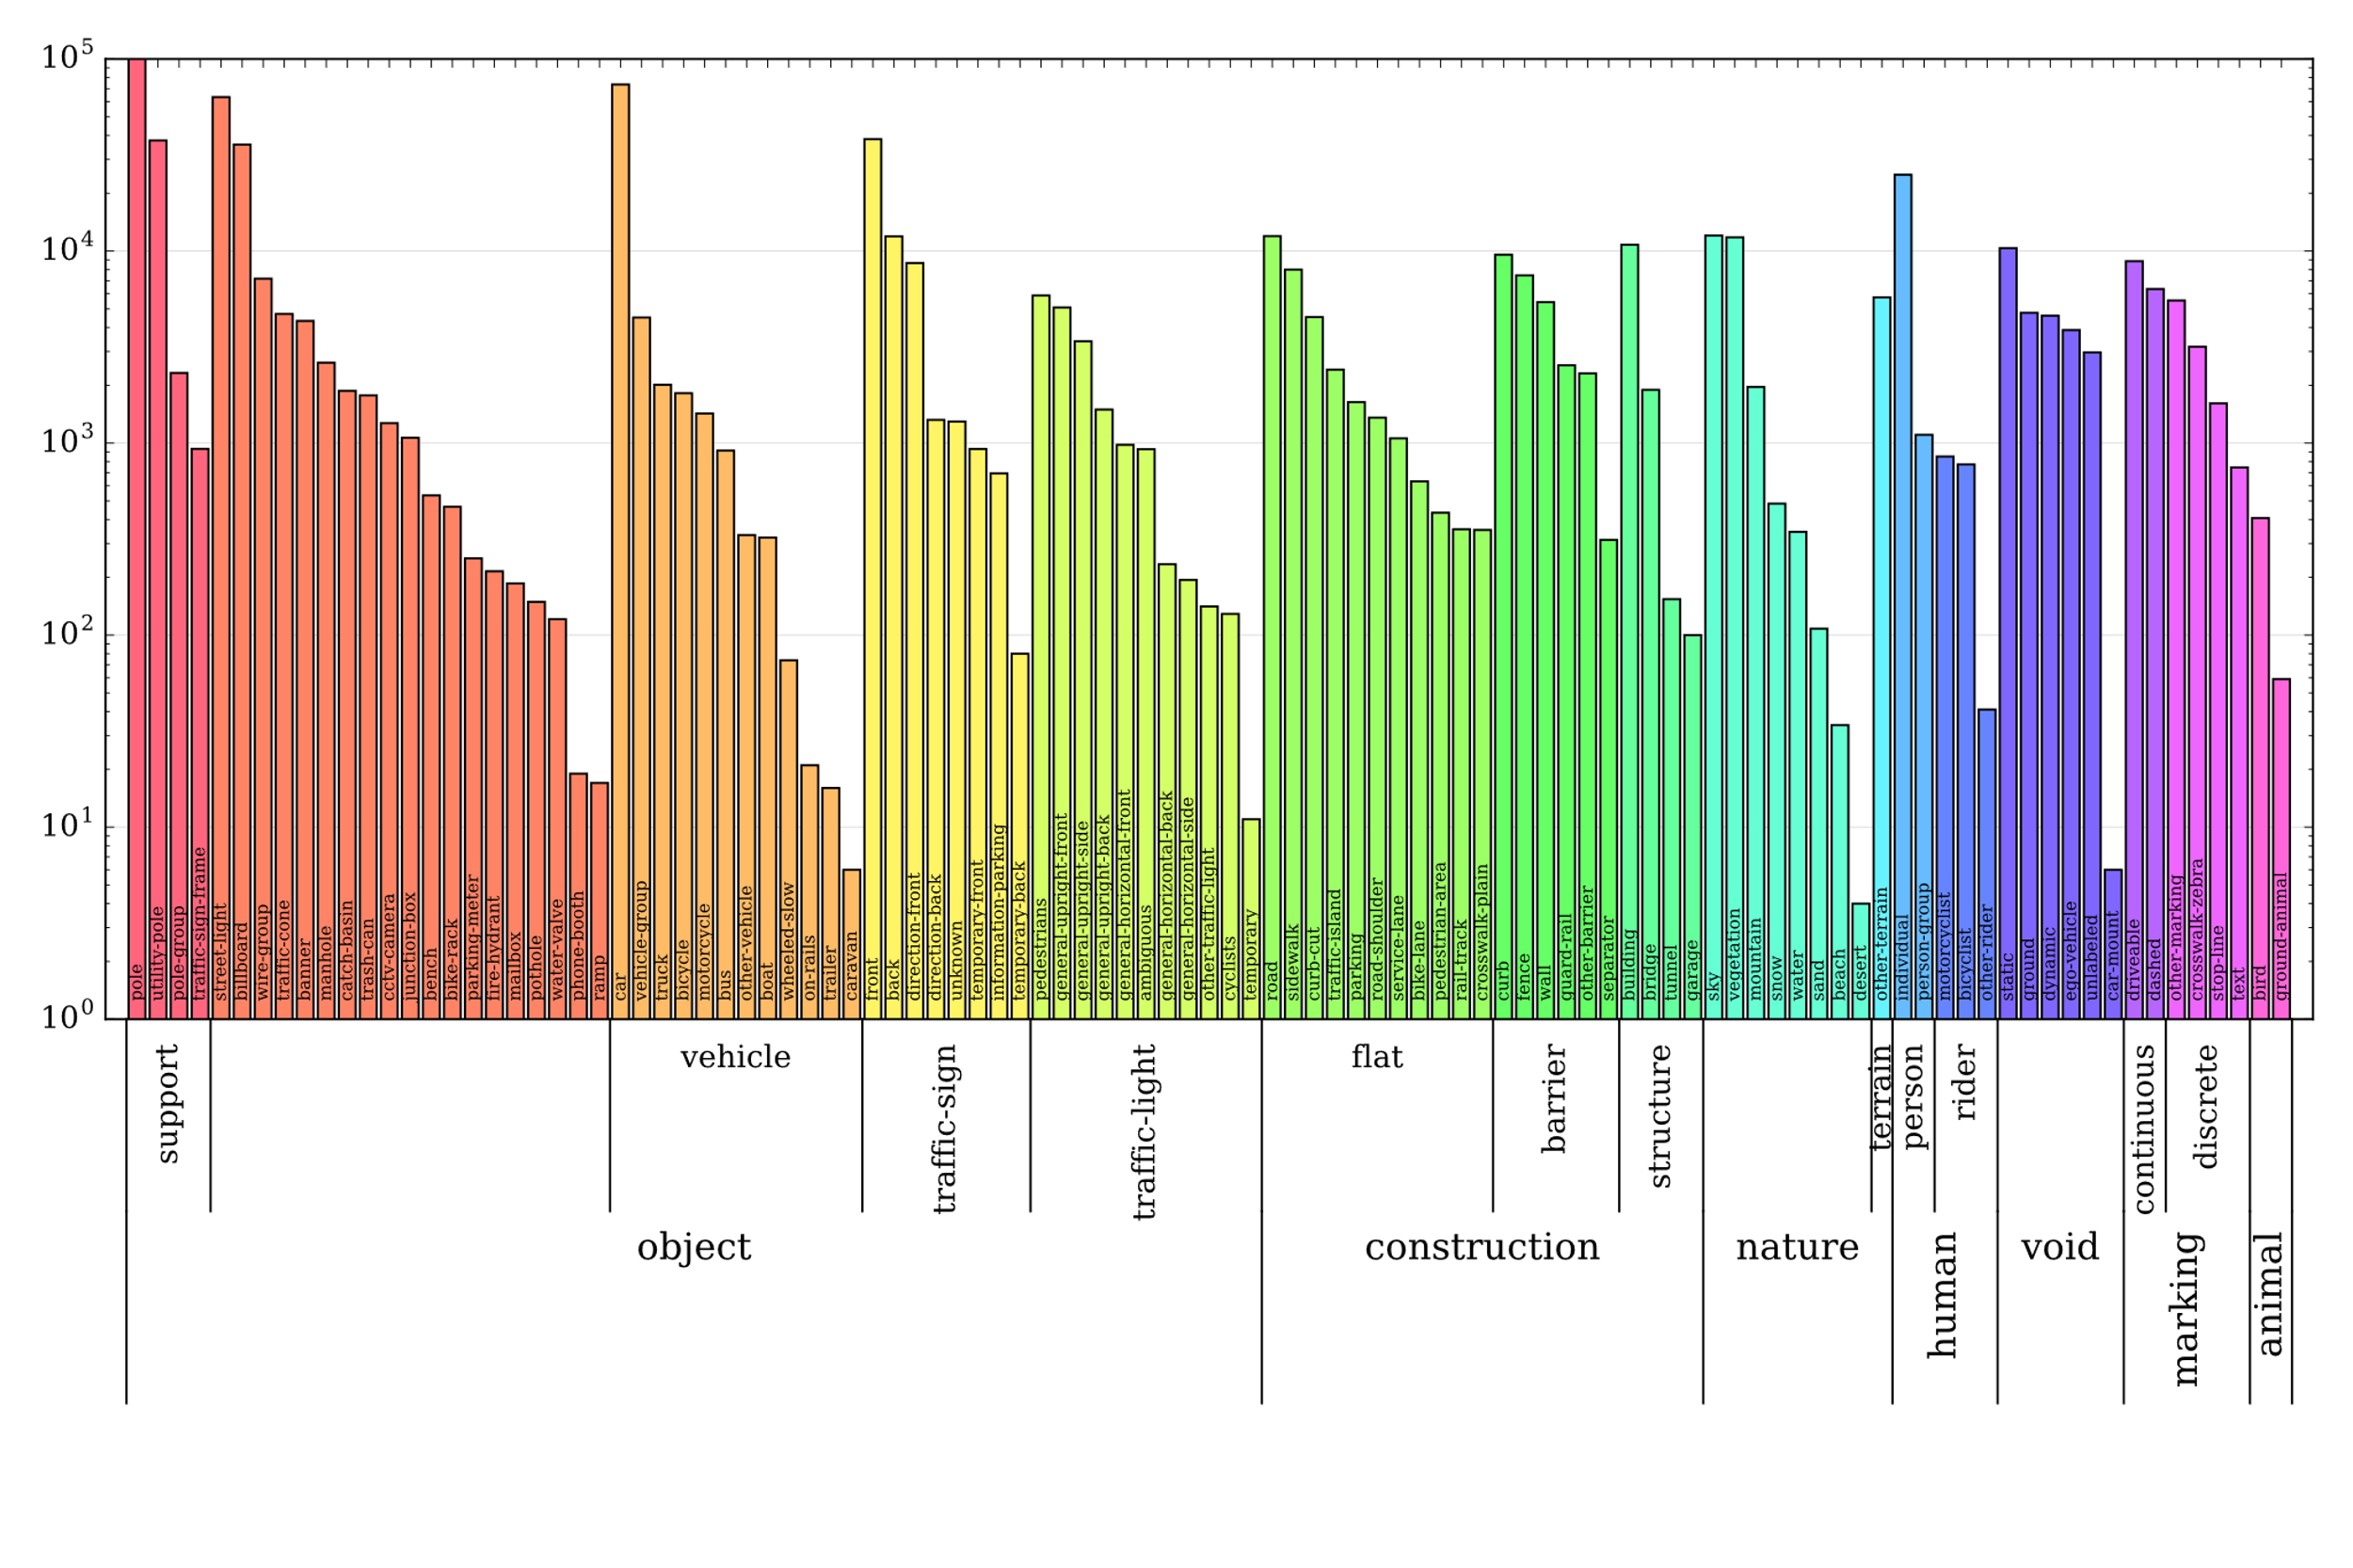 10^5
10^4
10^3
10^2
10^1
10^0
pole
utility-pole
pole-group
traffic-sign-frame
street-light
billboard
wire-group
traffic-cone
banner
manhole
catch-basin
trash-can
cctv-camera
junction-box
bench
bike-rack
parking-meter
fire-hydrant
mailbox
pothole
water-valve
phone-booth
ramp
car
vehicle-group
truck
bicycle
motorcycle
bus
other-vehicle
boat
wheeled-slow
on-rails
trailer
caravan
front
back
direction-front
direction-back
unknown
temporary-front
information-parking
temporary-back
pedestrians
general-upright-front
general-upright-side
general-upright-back
general-horizontal-front
ambiguous
general-horizontal-back
general-horizontal-side
other-traffic-light
cyclists
temporary
road
sidewalk
curb-cut
traffic-island
parking
road-shoulder
service-lane
bike-lane
pedestrian-area
rail-track
crosswalk-plain
curb
fence
wall
guard-rail
other-barrier
separator
building
bridge
tunnel
garage
sky
vegetation
mountain
snow
water
sand
beach
desert
other-terrain
individual
person-group
motorcyclist
bicyclist
other-rider
static
ground
dynamic
ego-vehicle
unlabeled
car-mount
driveable
dashed
other-marking
crosswalk-zebra
stop-line
text
bird
ground-animal
support
vehicle
traffic-sign
traffic-light
flat
barrier
structure
terrain
person
rider
continuous
discrete
object
construction
nature
human
void
marking
animal